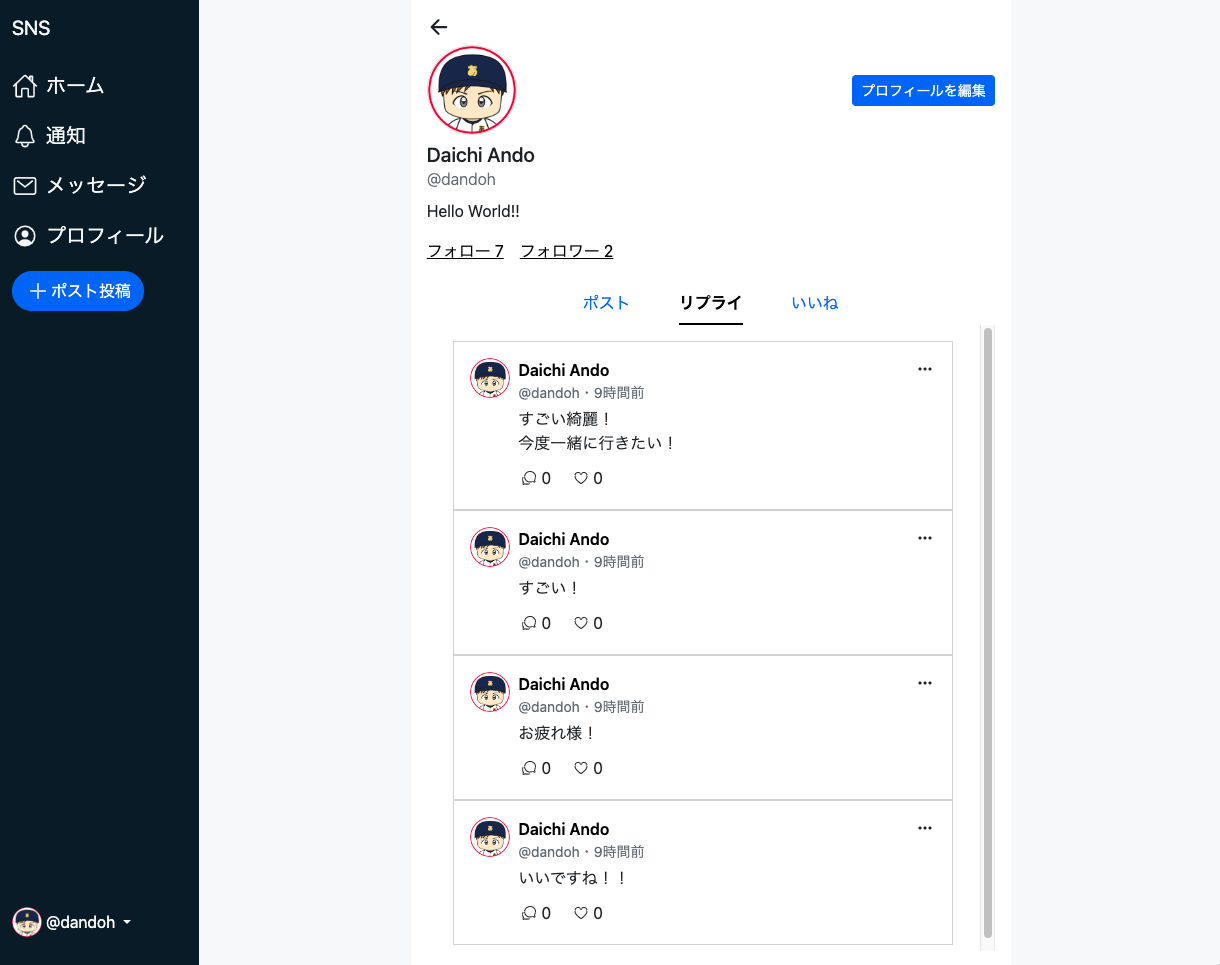 SNS
ホーム
通知
メッセージ
プロフィール
ポスト投稿
@dandoh
あ
プロフィールを編集
Daichi Ando
@dandoh
Hello World!!
フォロー 7 フォロワー 2
ポスト リプライ いいね
Daichi Ando
@dandoh・9時間前
すごい綺麗！
今度一緒に行きたい！
0 0
Daichi Ando
@dandoh・9時間前
すごい！
0 0
Daichi Ando
@dandoh・9時間前
お疲れ様！
0 0
Daichi Ando
@dandoh・9時間前
いいですね！！
0 0